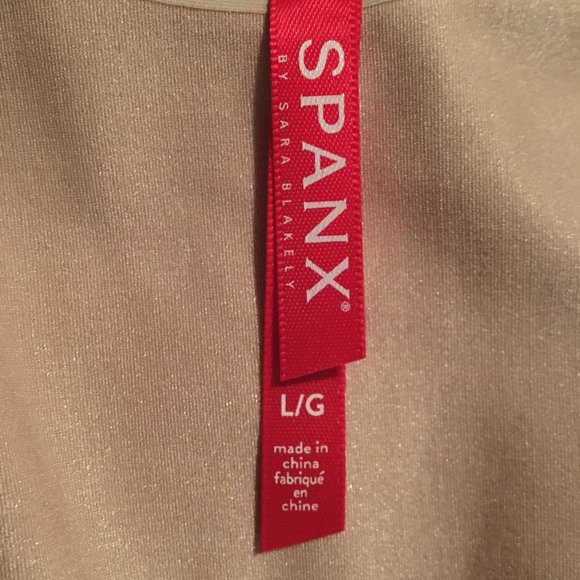 SPANX®
BY SARA BLAKELY.
L/G
made in
china
fabriqué
en
chine